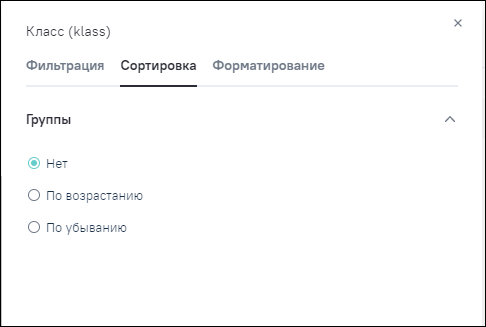 Класс (klass)
Фильтрация Сортировка Форматирование
Группы
Нет
По возрастанию
По убыванию